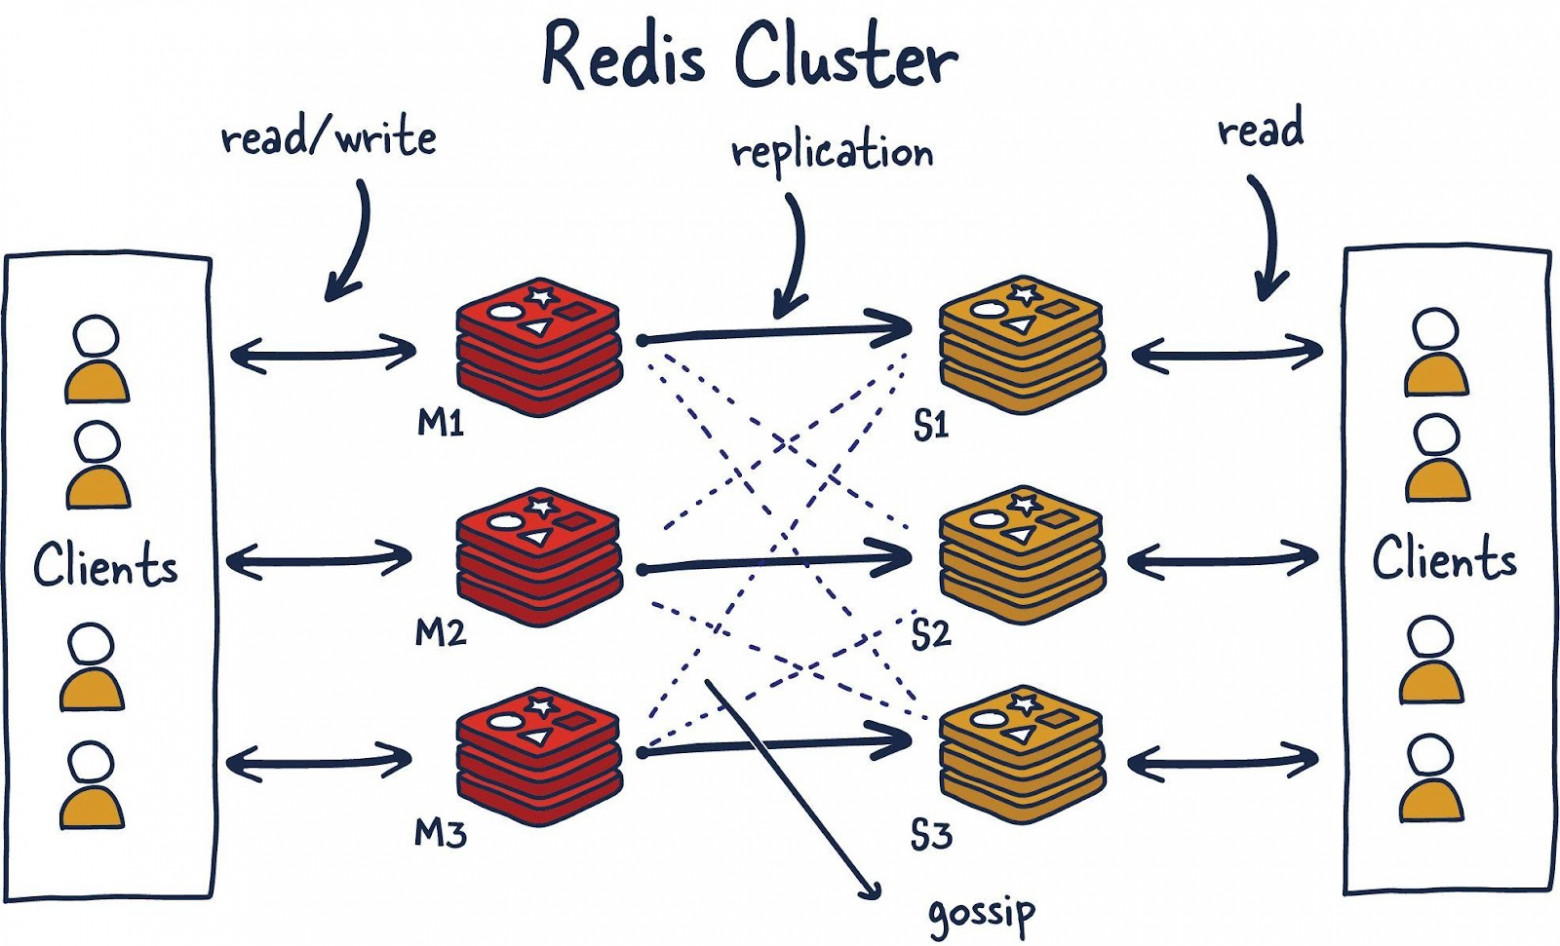 Redis Cluster
read/write
replication
read
M1
S1
Clients
Clients
M2
S2
M3
S3
gossip